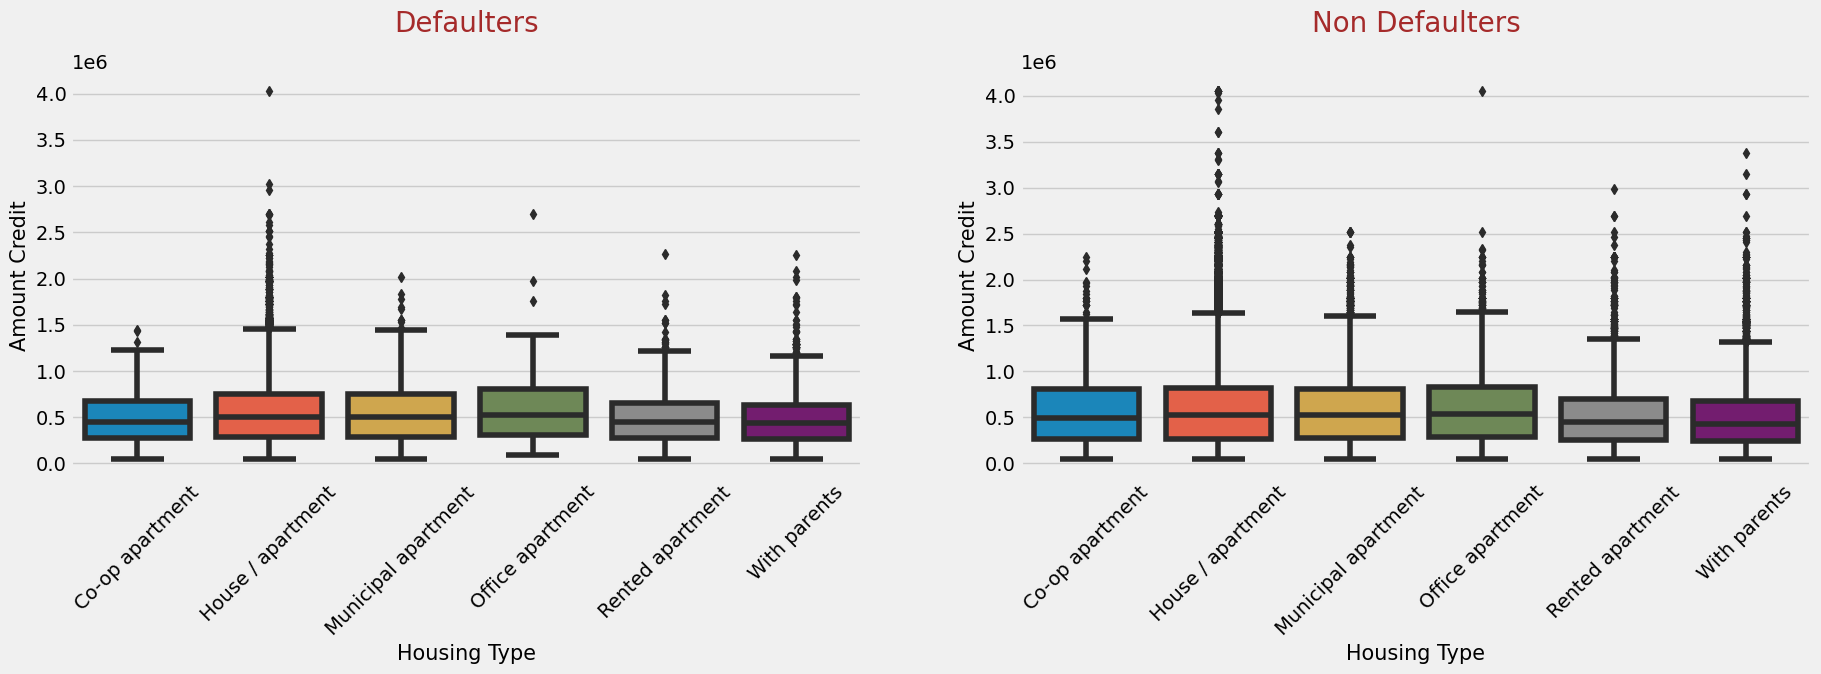 Defaulters
1e6
4.0
3.5
3.0
2.5
2.0
1.5
1.0
0.5
0.0
Amount Credit
Co-op apartment
House / apartment
Municipal apartment
Office apartment
Rented apartment
With parents
Housing Type
Non Defaulters
1e6
4.0
3.5
3.0
2.5
2.0
1.5
1.0
0.5
0.0
Amount Credit
Co-op apartment
House / apartment
Municipal apartment
Office apartment
Rented apartment
With parents
Housing Type